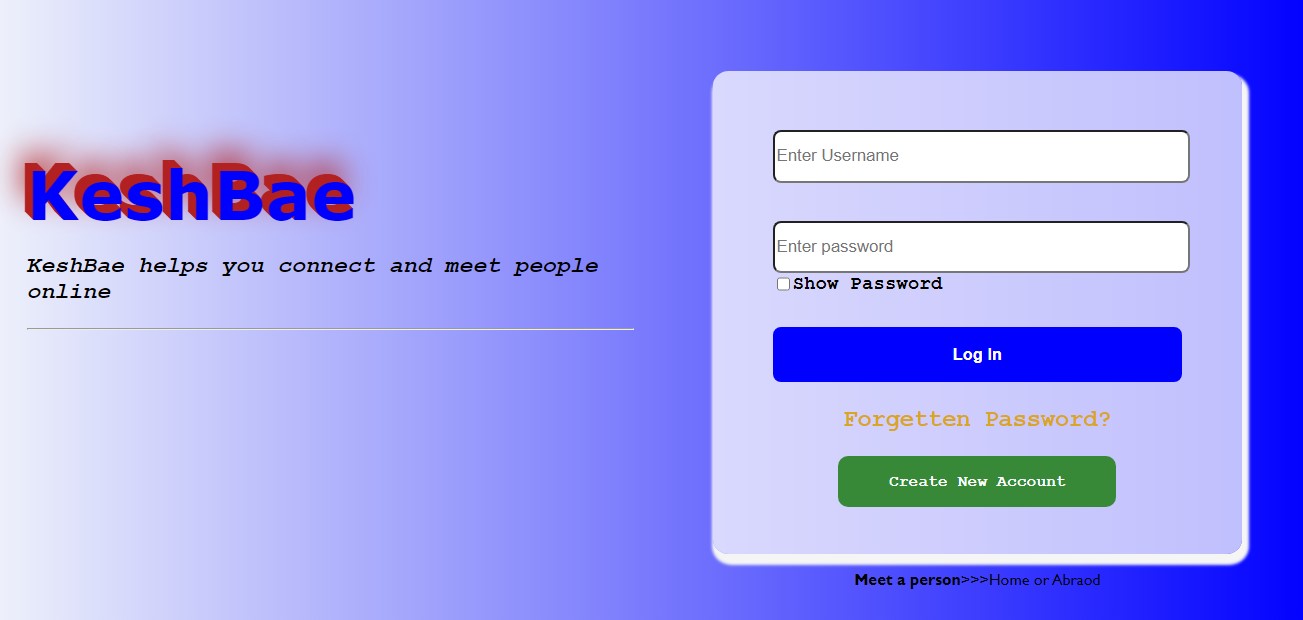 KeshBae
KeshBae helps you connect and meet people
online
Enter Username
Enter password
Show Password
Log In
Forgetten Password?
Create New Account
Meet a person>>>Home or Abraod